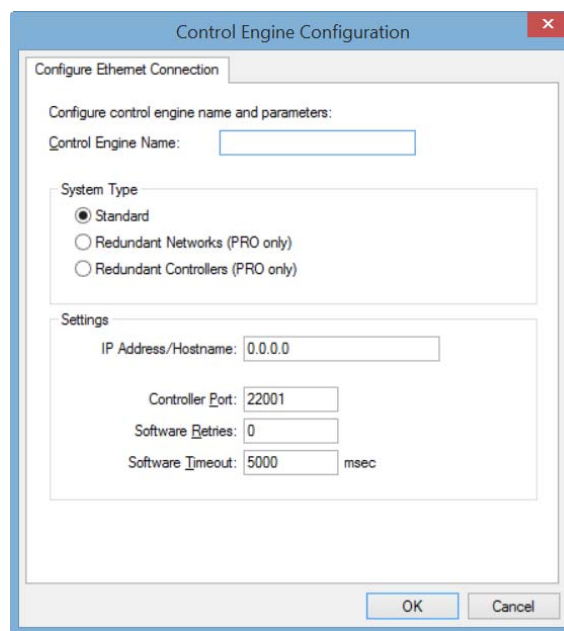 Control Engine Configuration
Configure Ethernet Connection
Configure control engine name and parameters:
Control Engine Name:
System Type
Standard
Redundant Networks (PRO only)
Redundant Controllers (PRO only)
Settings
IP Address/Hostname: 0.0.0.0
Controller Port: 22001
Software Retries: 0
Software Timeout: 5000 msec
OK Cancel